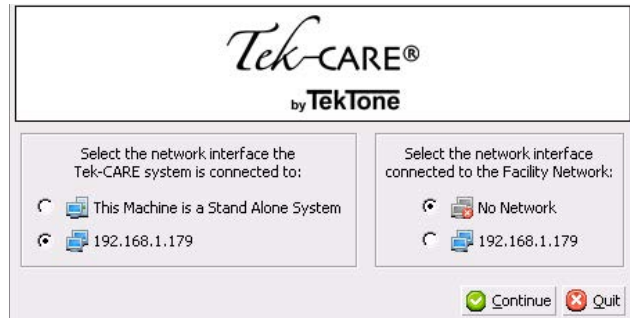 Tek-CARE®
by TekTone
Select the network interface the
Tek-CARE system is connected to:
This Machine is a Stand Alone System
192.168.1.179
Select the network interface
connected to the Facility Network:
No Network
192.168.1.179
Continue
Quit